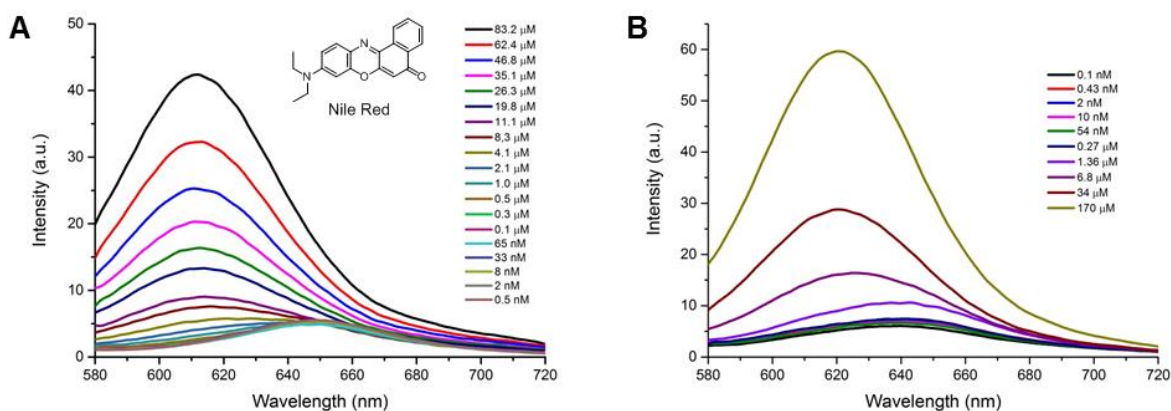 A
50
40
30
20
10
0
Intensity (a.u.)
580 600 620 640 660 680 700 720
Wavelength (nm)
N
N
O
O
Nile Red
83.2 μM
62.4 μM
46.8 μM
35.1 μM
26.3 μM
19.8 μM
11.1 μM
8,3 μM
4.1 μM
2.1 μM
1.0 μM
0.5 μM
0.3 μM
0.1 μM
65 nM
33 nM
8 nM
2 nM
0.5 nM
B
60
50
40
30
20
10
0
Intensity (a.u.)
580 600 620 640 660 680 700 720
Wavelength (nm)
0.1 nM
0.43 nM
2 nM
10 nM
54 nM
0.27 μM
1.36 μM
6.8 μM
34 μM
170 μM